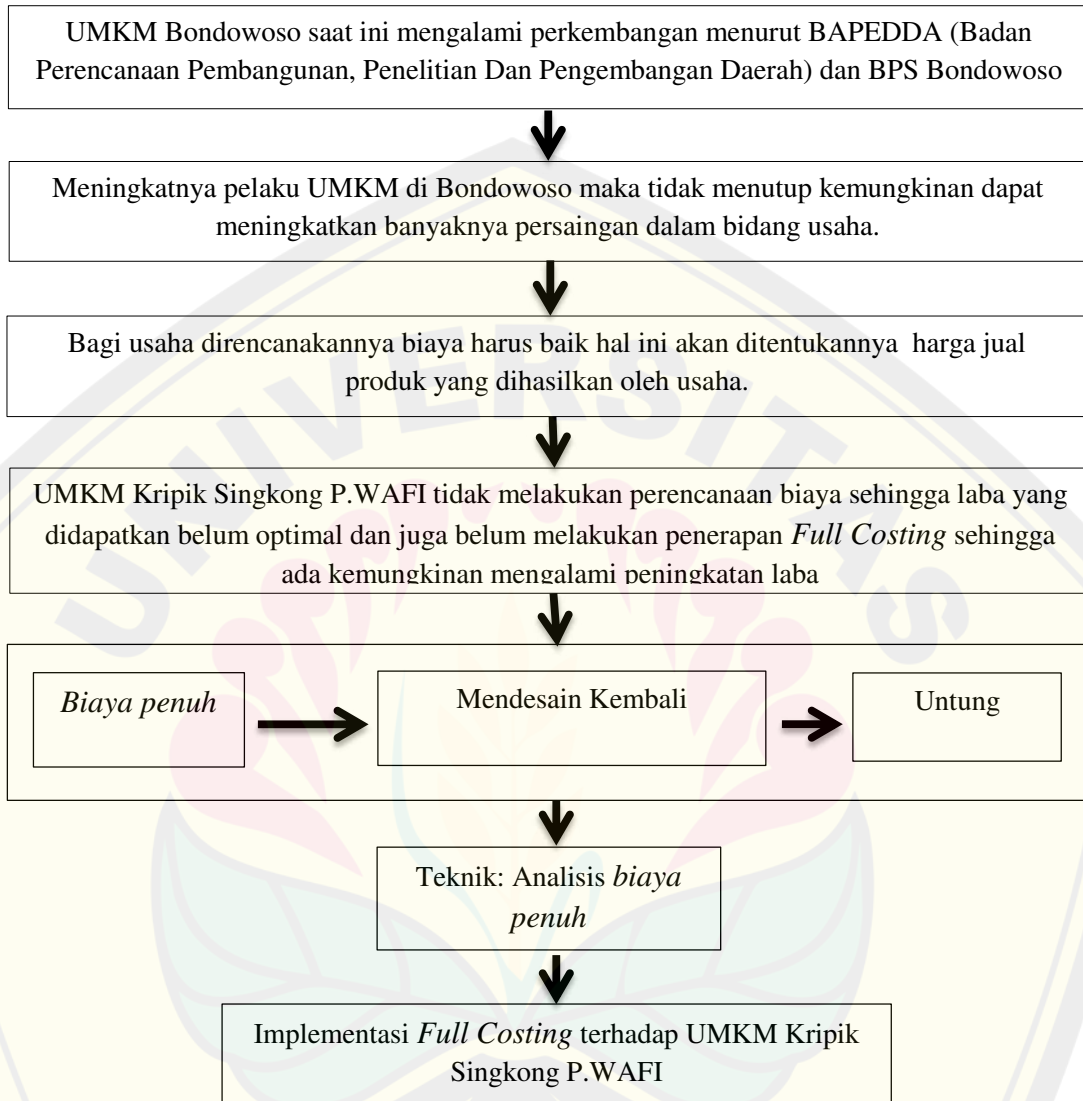 UMKM Bondowoso saat ini mengalami perkembangan menurut BAPEDDA (Badan
Perencanaan Pembangunan, Penelitian Dan Pengembangan Daerah) dan BPS Bondowoso
Meningkatnya pelaku UMKM di Bondowoso maka tidak menutup kemungkinan dapat
meningkatkan banyaknya persaingan dalam bidang usaha.
Bagi usaha direncanakannya biaya harus baik hal ini akan ditentukannya harga jual
produk yang dihasilkan oleh usaha.
UMKM Kripik Singkong P.WAFI tidak melakukan perencanaan biaya sehingga laba yang
didapatkan belum optimal dan juga belum melakukan penerapan Full Costing sehingga
ada kemungkinan mengalami peningkatan laba
Biaya penuh
Mendesain Kembali
Untung
Teknik: Analisis biaya
penuh
Implementasi Full Costing terhadap UMKM Kripik
Singkong P.WAFI
UNIVERSITAS